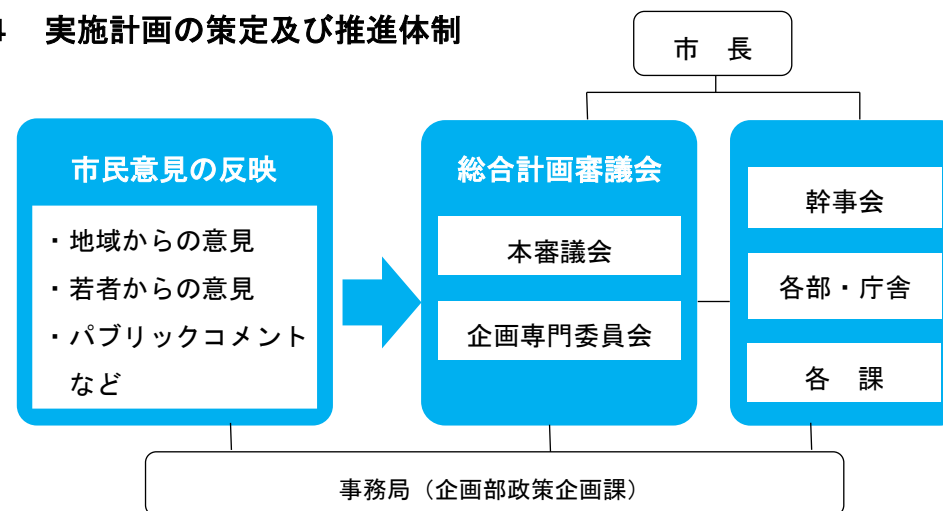 4 実施計画の策定及び推進体制
市 長
市民意見の反映
・地域からの意見
・若者からの意見
・パブリックコメント
など
総合計画審議会
本審議会
企画専門委員会
幹事会
各部・庁舎
各 課
事務局（企画部政策企画課）